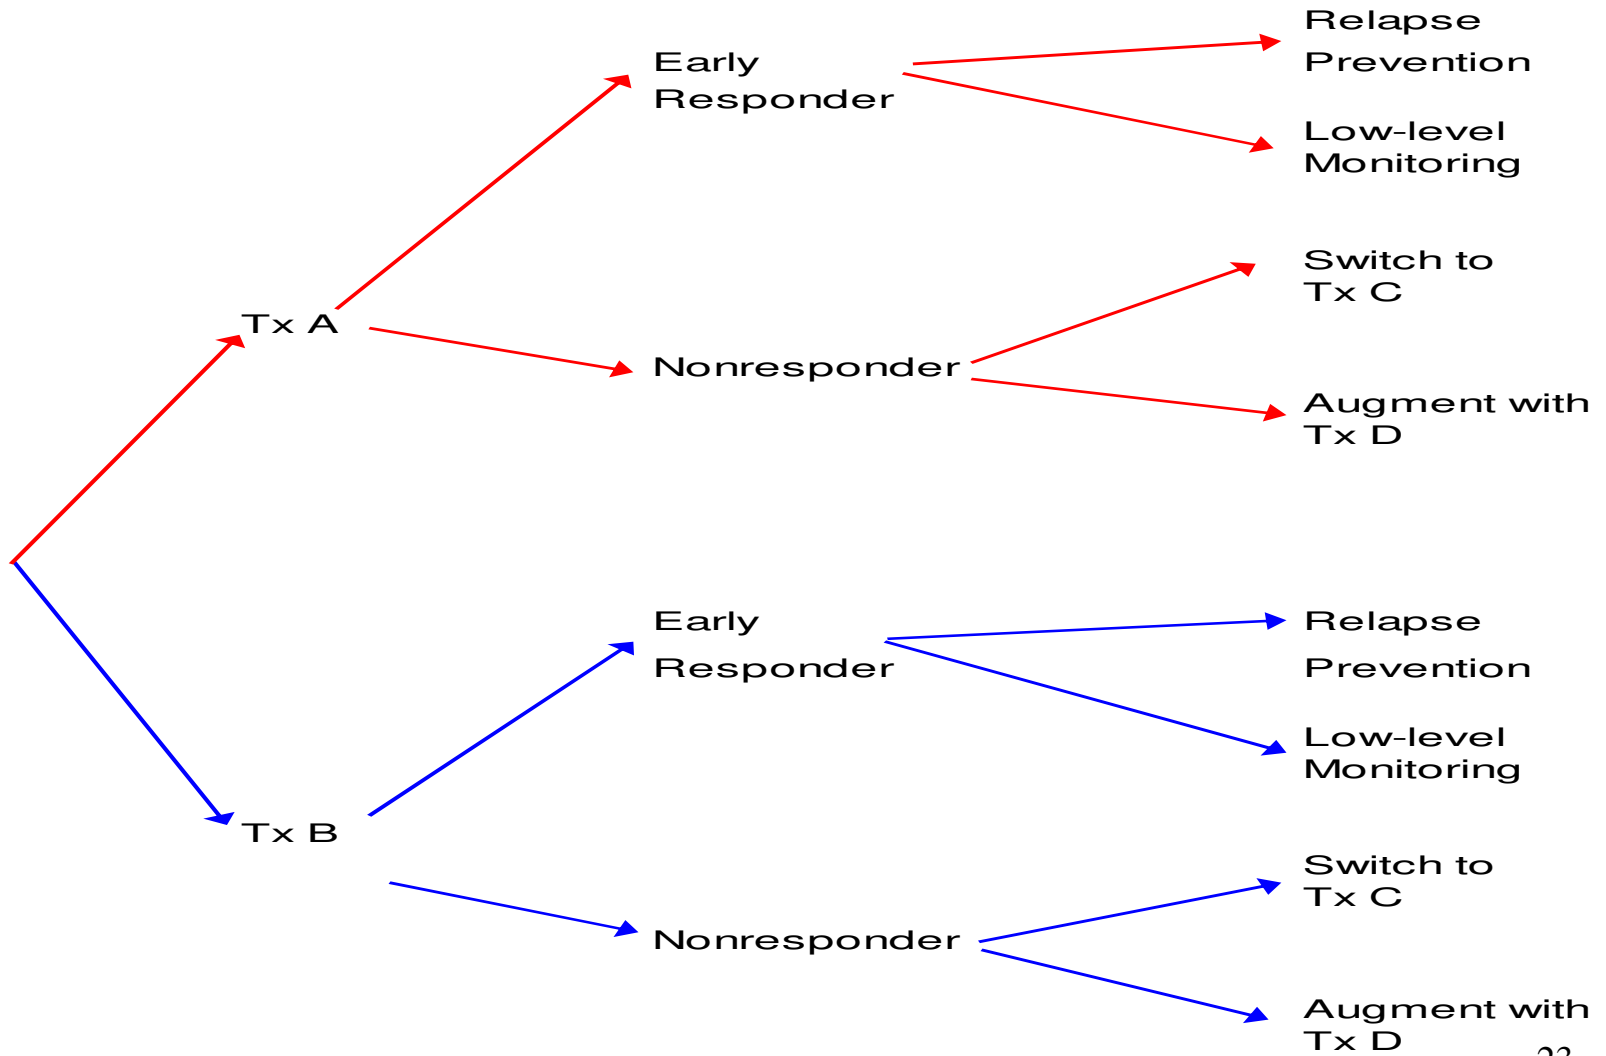 Relapse
Prevention
Early
Responder
Low-level
Monitoring
Switch to
Tx C
Tx A
Nonresponder
Augment with
Tx D
Early
Responder
Relapse
Prevention
Low-level
Monitoring
Tx B
Switch to
Tx C
Nonresponder
Augment with
Tx D
23